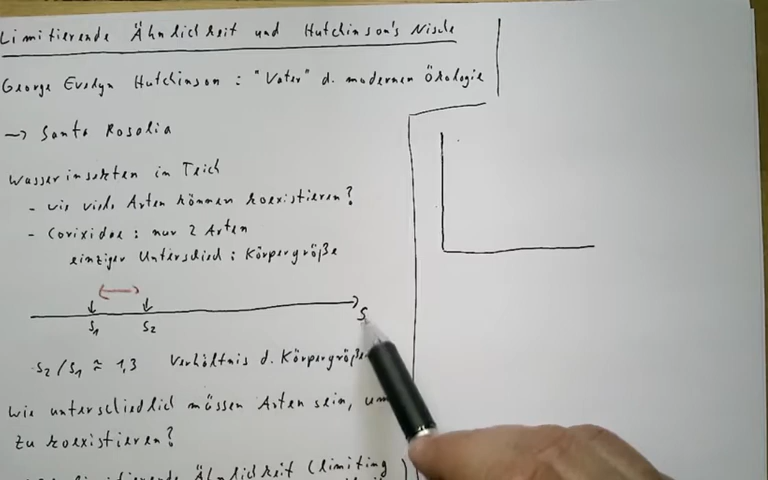 Limitierende Ähnlichkeit und Hutchinson's Nische
George Evelyn Hutchinson : "Vater" d. modernen Ökologie
→ Santa Rosalia
Wasserinsekten in Teich
- wie viele Arten können koexistieren?
- Corixidae : nur 2 Arten
einziger Unterschied : Körpergröße
S₁ S₂ S
S₂/S₁ ≈ 1,3 Verhältnis d. Körpergröße
Wie unterschiedlich müssen Arten sein, um
zu koexistieren?
Ähnlichkeit (limiting